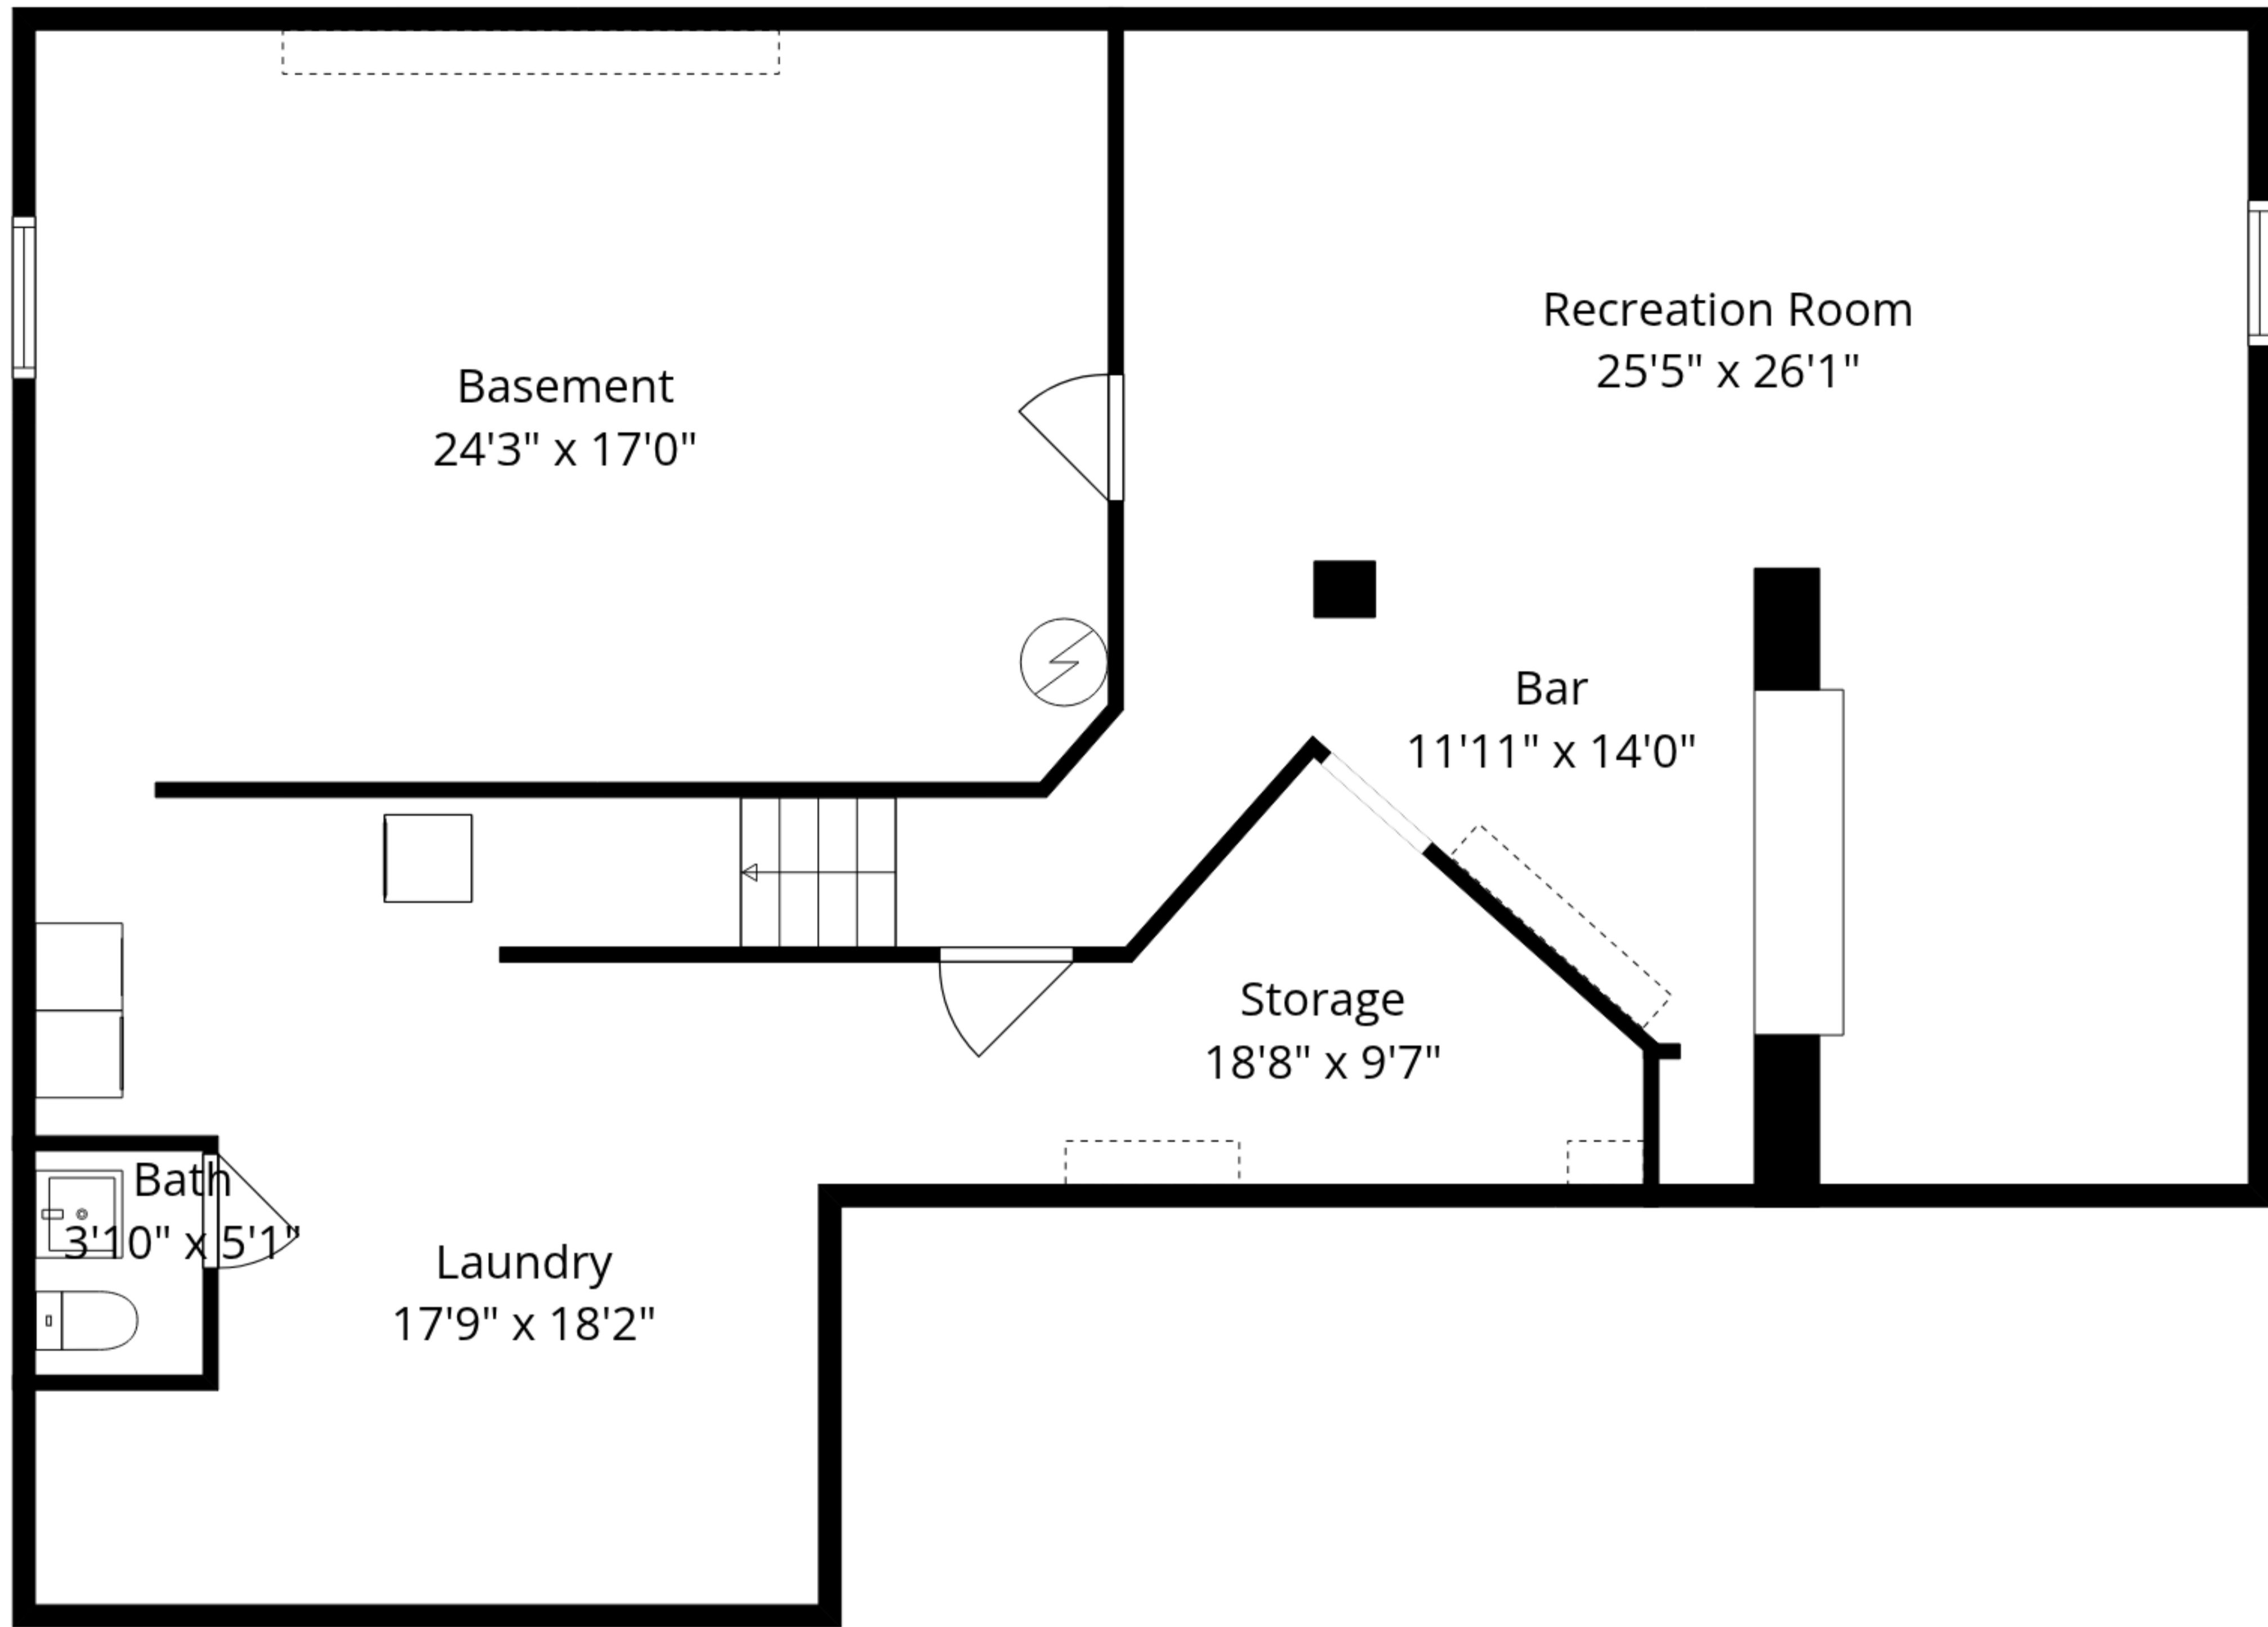 Recreation Room
25'5" x 26'1"
Basement
24'3" x 17'0"
Bar
11'11" x 14'0"
Storage
18'8" x 9'7"
Bath
3'10" x 5'1"
Laundry
17'9" x 18'2"